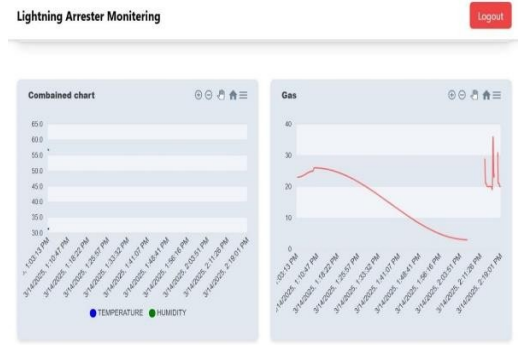 Lightning Arrester Monitering
Logout
Combained chart
65.0
60.0
55.0
50.0
45.0
40.0
35.0
30.0
1:03:13 PM
3/14/2025, 1:10:47 PM
3/14/2025, 1:18:22 PM
3/14/2025, 1:25:57 PM
3/14/2025, 1:33:32 PM
3/14/2025, 1:41:07 PM
3/14/2025, 1:48:41 PM
3/14/2025, 1:56:16 PM
3/14/2025, 2:03:51 PM
3/14/2025, 2:11:26 PM
3/14/2025, 2:19:01 PM
TEMPERATURE
HUMIDITY
Gas
40
30
20
10
0
:03:13 PM
3/14/2025, 1:10:47 PM
3/14/2025, 1:18:22 PM
3/14/2025, 1:25:57 PM
3/14/2025, 1:33:32 PM
3/14/2025, 1:41:07 PM
3/14/2025, 1:48:41 PM
3/14/2025, 1:56:16 PM
3/14/2025, 2:03:51 PM
3/14/2025, 2:11:26 PM
3/14/2025, 2:19:01 PM